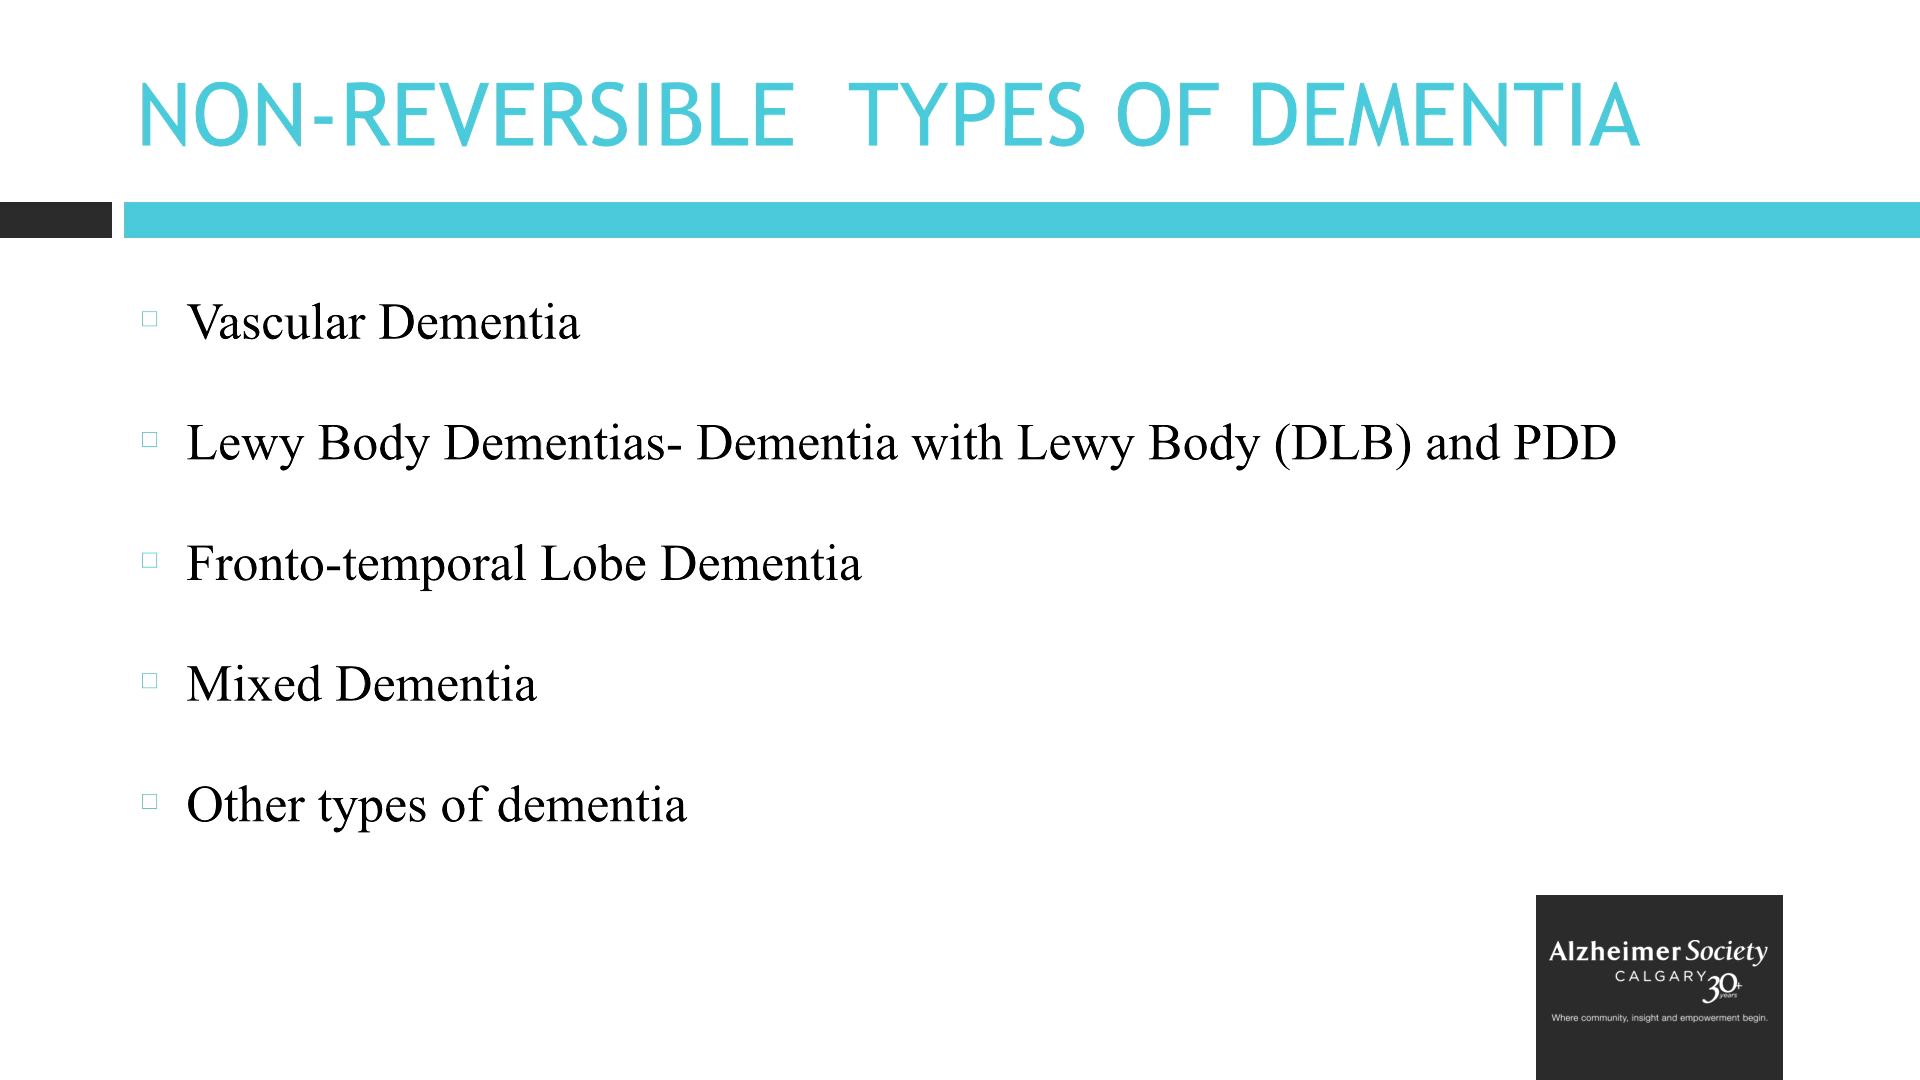 NON-REVERSIBLE TYPES OF DEMENTIA
Vascular Dementia
Lewy Body Dementias- Dementia with Lewy Body (DLB) and PDD
Fronto-temporal Lobe Dementia
Mixed Dementia
Other types of dementia
Alzheimer Society
CALGARY 30+
years
Where community, insight and empowerment begin.